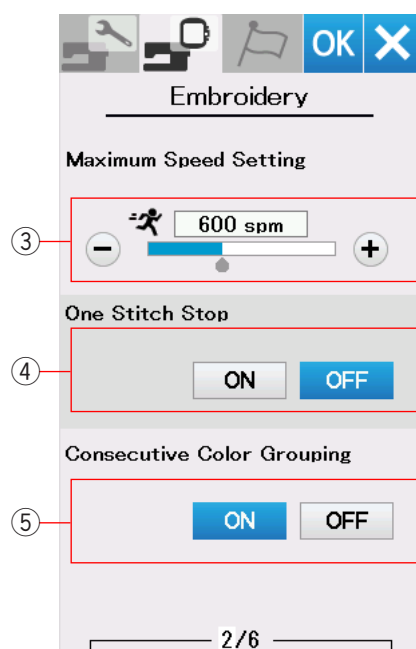 OK
Embroidery
Maximum Speed Setting
③
600 spm
One Stitch Stop
④
ON OFF
Consecutive Color Grouping
⑤
ON OFF
2/6